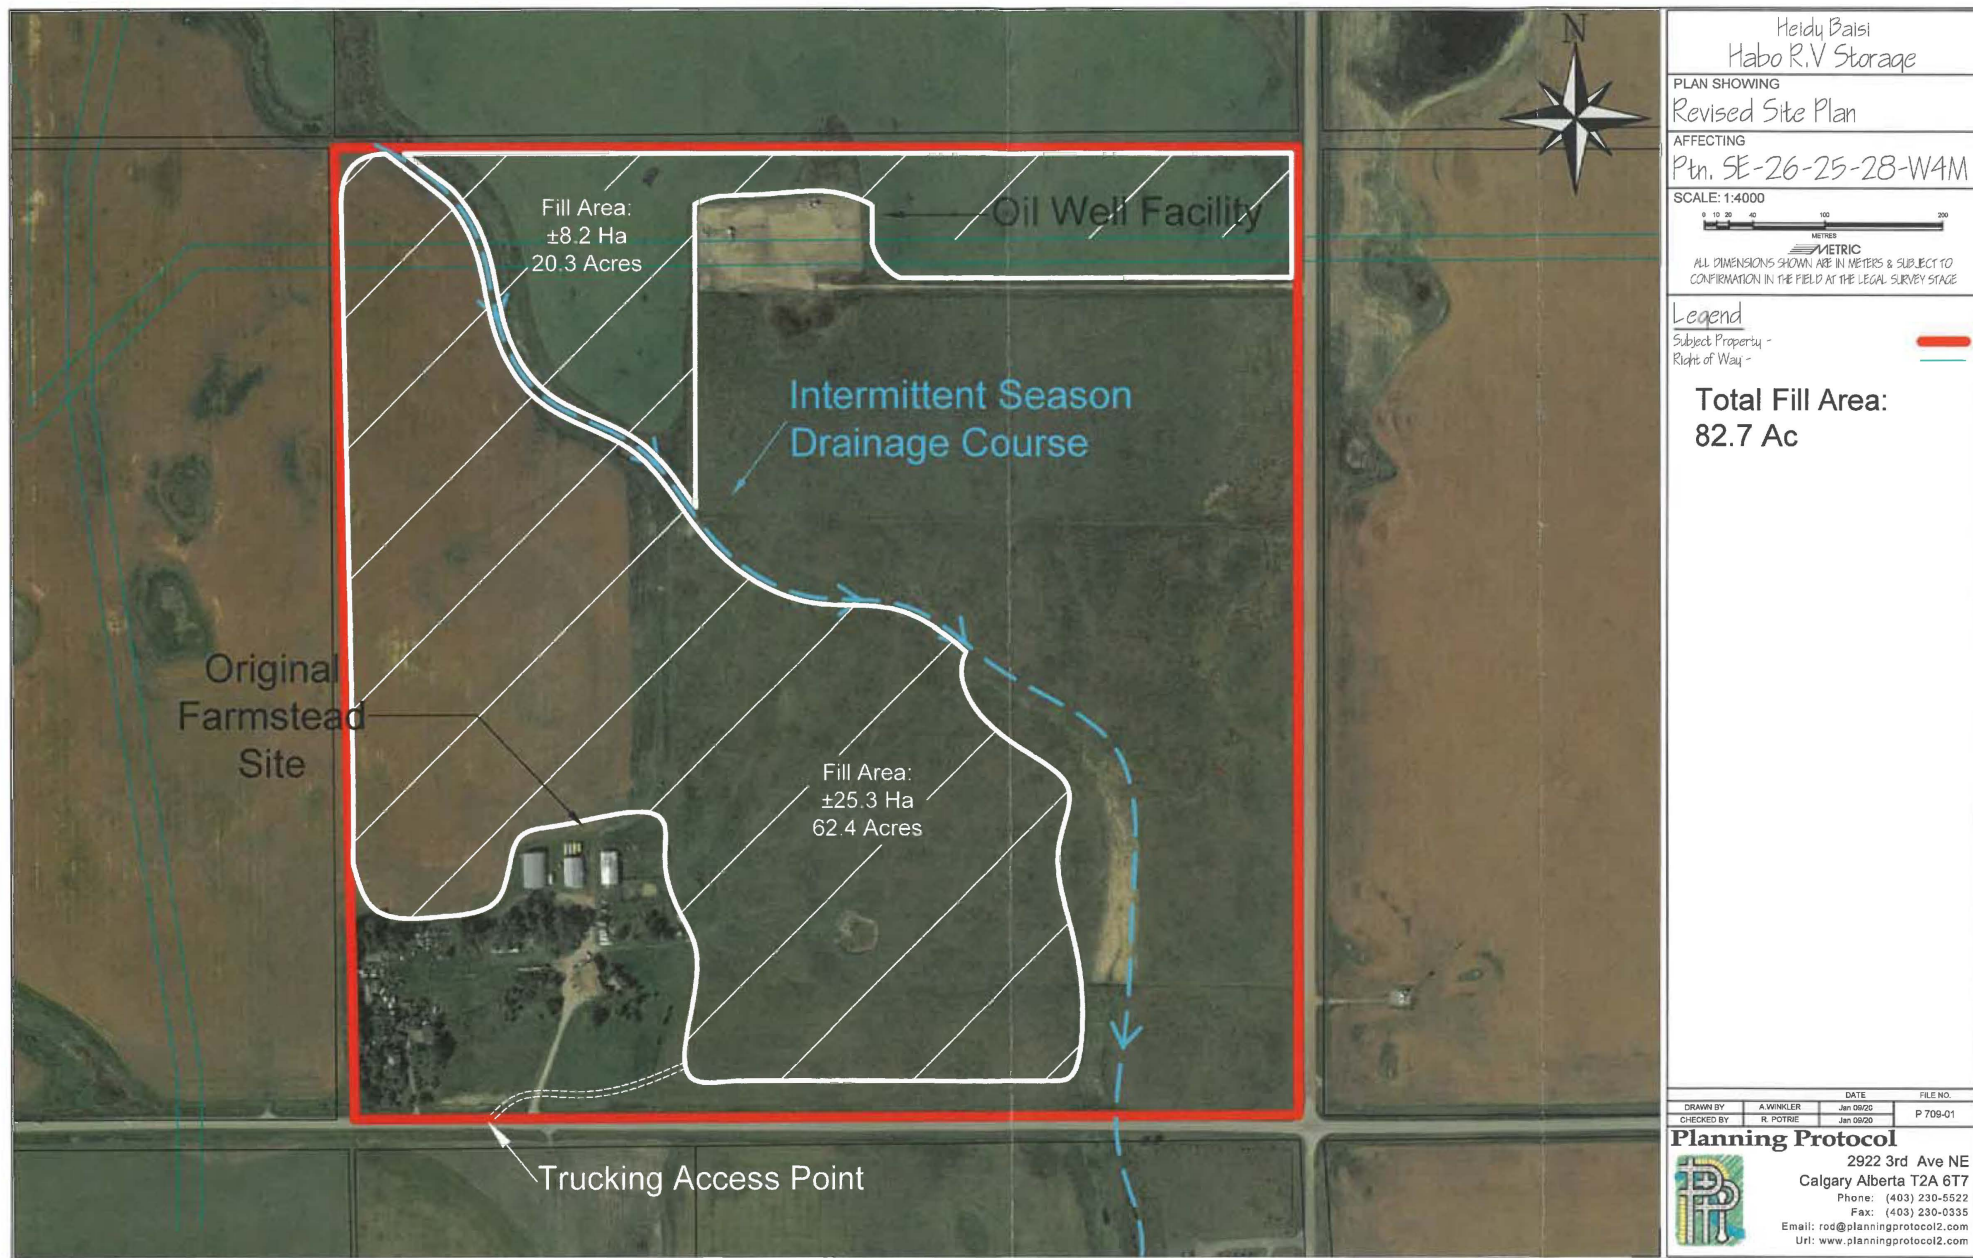 N
Fill Area:
±8.2 Ha
20.3 Acres
Oil Well Facility
Intermittent Season
Drainage Course
Original
Farmstead
Site
Fill Area:
±25.3 Ha
62.4 Acres
Trucking Access Point
Heidy Baisi
Habo R.V Storage
PLAN SHOWING
Revised Site Plan
AFFECTING
Ptn. SE-26-25-28-W4M
SCALE: 1:4000
0 10 20 40 100 200
METRES
METRIC
ALL DIMENSIONS SHOWN ARE IN METERS & SUBJECT TO
CONFIRMATION IN THE FIELD AT THE LEGAL SURVEY STAGE
Legend
Subject Property -
Right of Way -
Total Fill Area:
82.7 Ac
DATE FILE NO.
DRAWN BY A.WINKLER Jan 09/20 P 709-01
CHECKED BY R. POTRIE Jan 09/20
Planning Protocol
2922 3rd Ave NE
Calgary Alberta T2A 6T7
Phone: (403) 230-5522
Fax: (403) 230-0335
Email: rod@planningprotocol2.com
Url: www.planningprotocol2.com